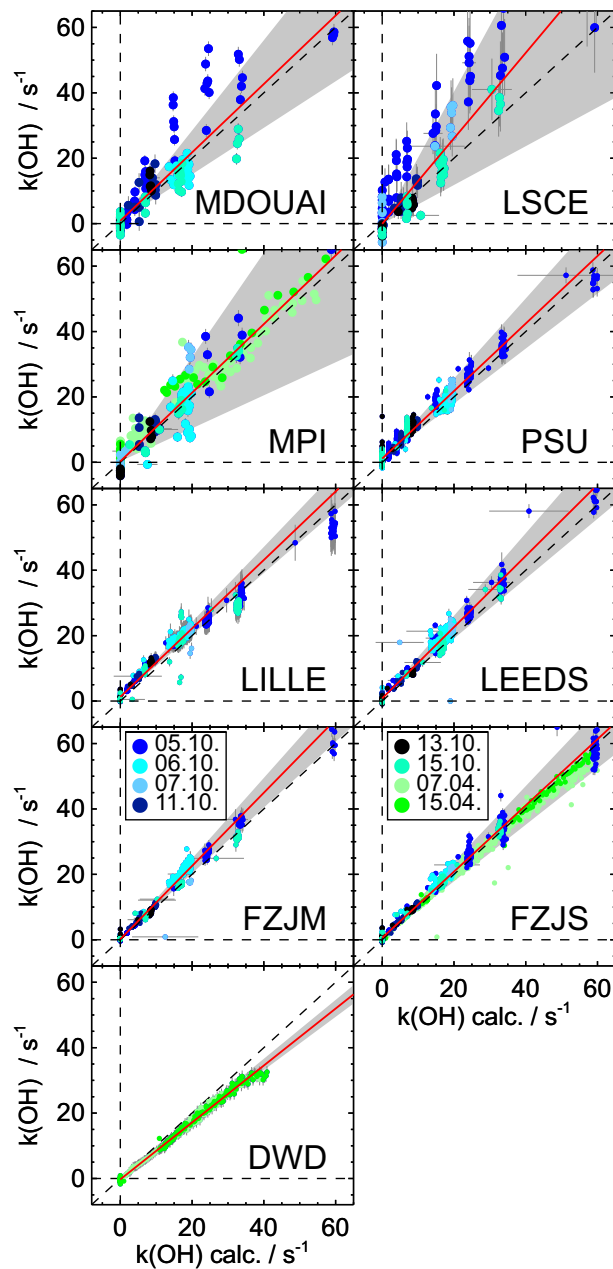 60
40
20
0
k(OH) / s⁻¹
MDOUAI
LSCE
60
40
20
0
k(OH) / s⁻¹
MPI
PSU
60
40
20
0
k(OH) / s⁻¹
LILLE
LEEDS
60
40
20
0
k(OH) / s⁻¹
05.10.
06.10.
07.10.
11.10.
FZJM
13.10.
15.10.
07.04.
15.04.
FZJS
0 20 40 60
k(OH) calc. / s⁻¹
60
40
20
0
k(OH) / s⁻¹
DWD
0 20 40 60
k(OH) calc. / s⁻¹